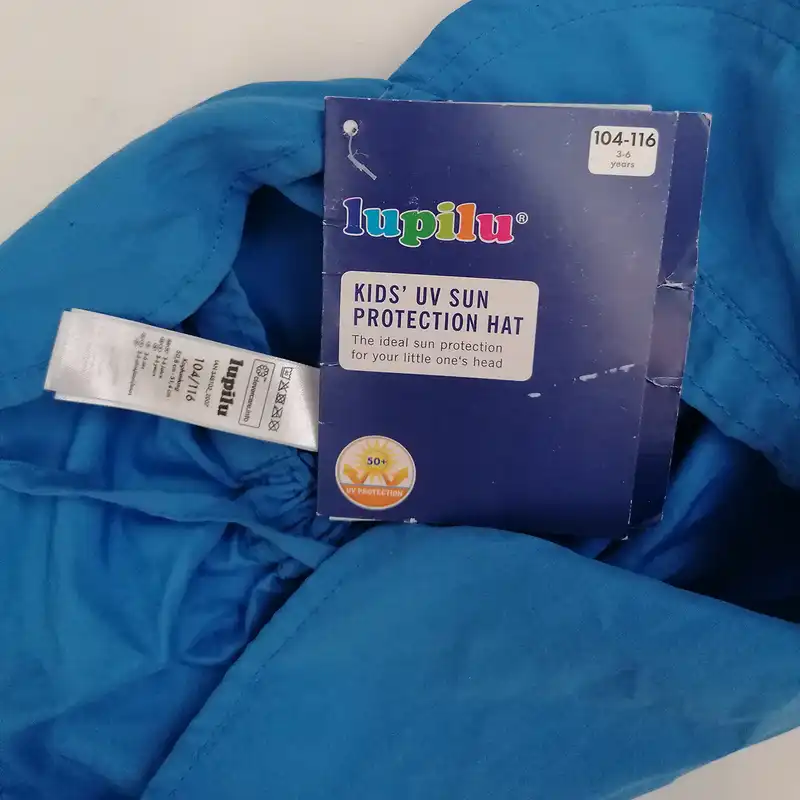 104-116
3-6
years
lupilu®
KIDS' UV SUN
PROTECTION HAT
The ideal sun protection
for your little one's head
50+
UV PROTECTION
lupilu
104/116